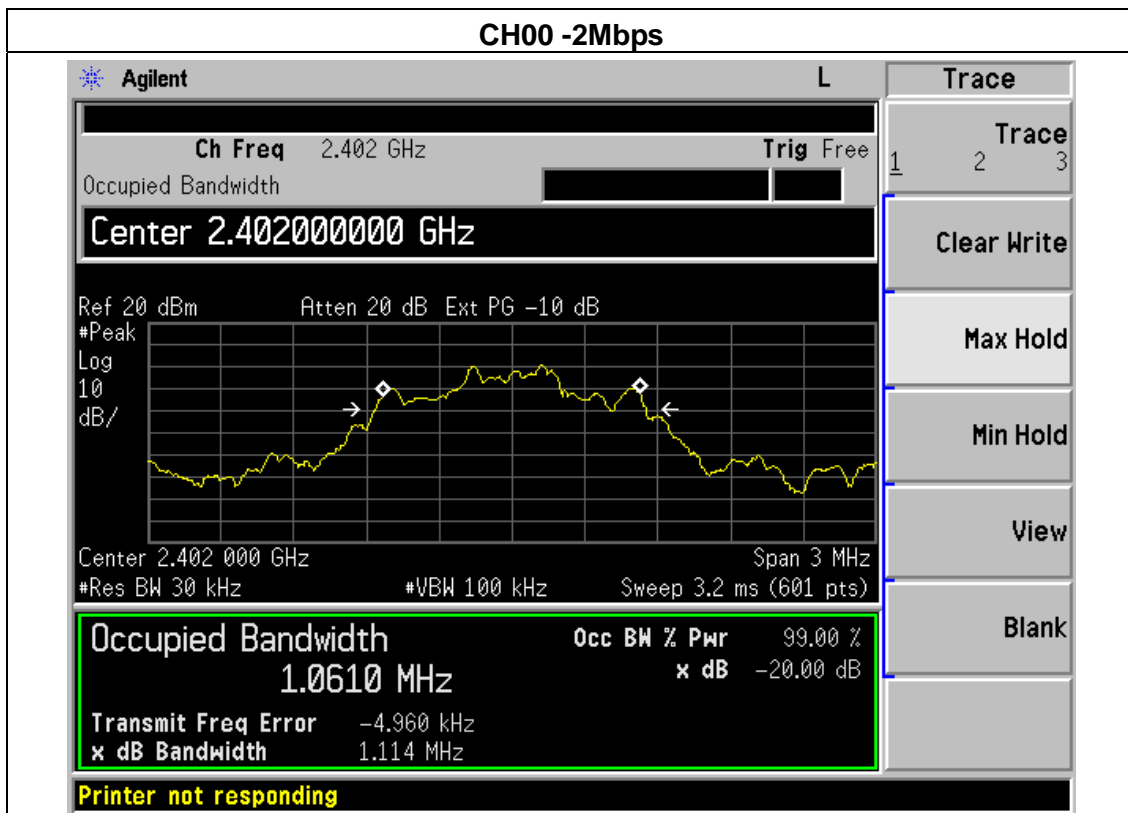 CH00 -2Mbps
Agilent L Trace
Ch Freq 2.402 GHz Trig Free
Occupied Bandwidth
Center 2.402000000 GHz
Ref 20 dBm Atten 20 dB Ext PG -10 dB
#Peak
Log
10
dB/
Center 2.402 000 GHz Span 3 MHz
#Res BW 30 kHz #VBW 100 kHz Sweep 3.2 ms (601 pts)
Occupied Bandwidth Occ BW % Pwr 99.00 %
1.0610 MHz x dB -20.00 dB
Transmit Freq Error -4.960 kHz
x dB Bandwidth 1.114 MHz
Printer not responding
Trace
1 2 3
Clear Write
Max Hold
Min Hold
View
Blank